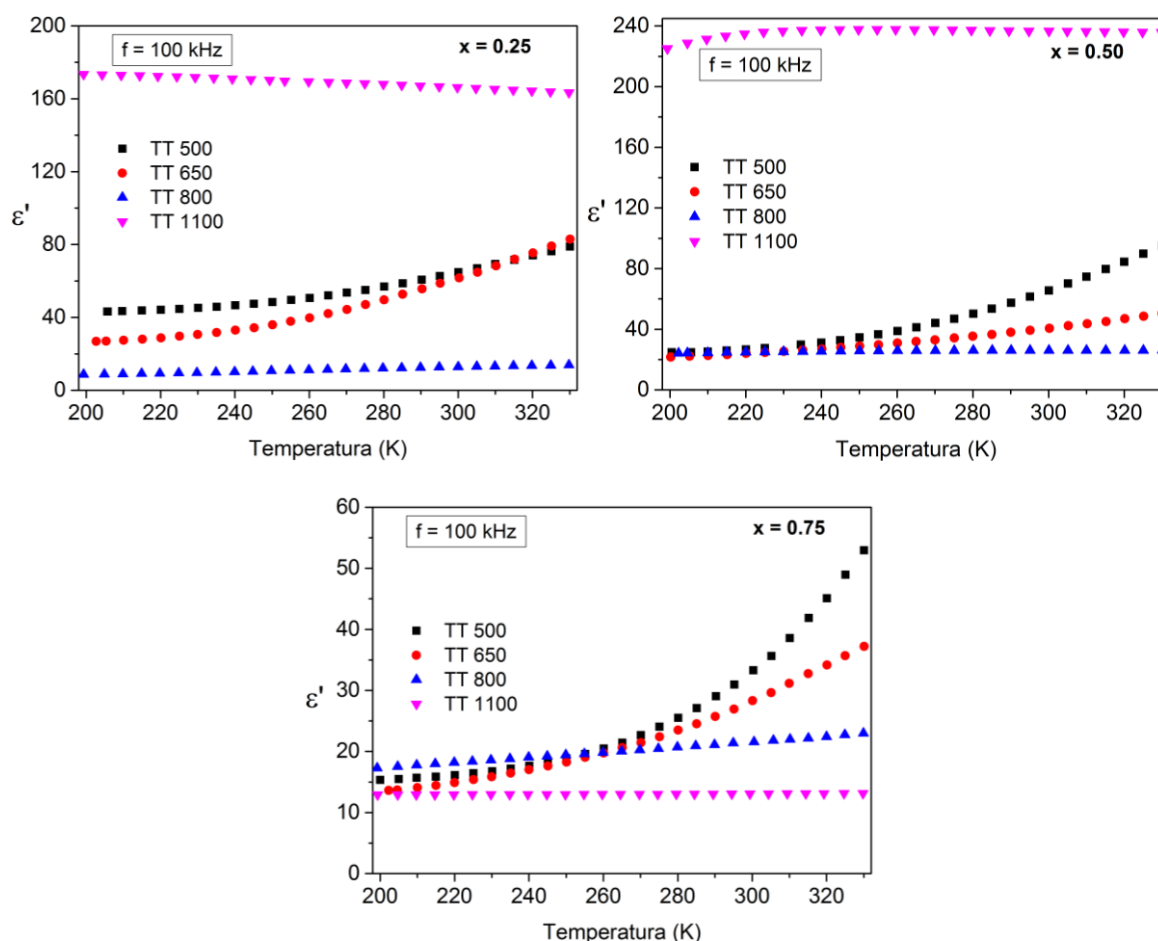 f = 100 kHz
x = 0.25
TT 500
TT 650
TT 800
TT 1100
ε'
200
160
120
80
40
0
200 220 240 260 280 300 320
Temperatura (K)
f = 100 kHz
x = 0.50
TT 500
TT 650
TT 800
TT 1100
ε'
240
200
160
120
80
40
0
200 220 240 260 280 300 320
Temperatura (K)
f = 100 kHz
x = 0.75
TT 500
TT 650
TT 800
TT 1100
ε'
60
50
40
30
20
10
0
200 220 240 260 280 300 320
Temperatura (K)